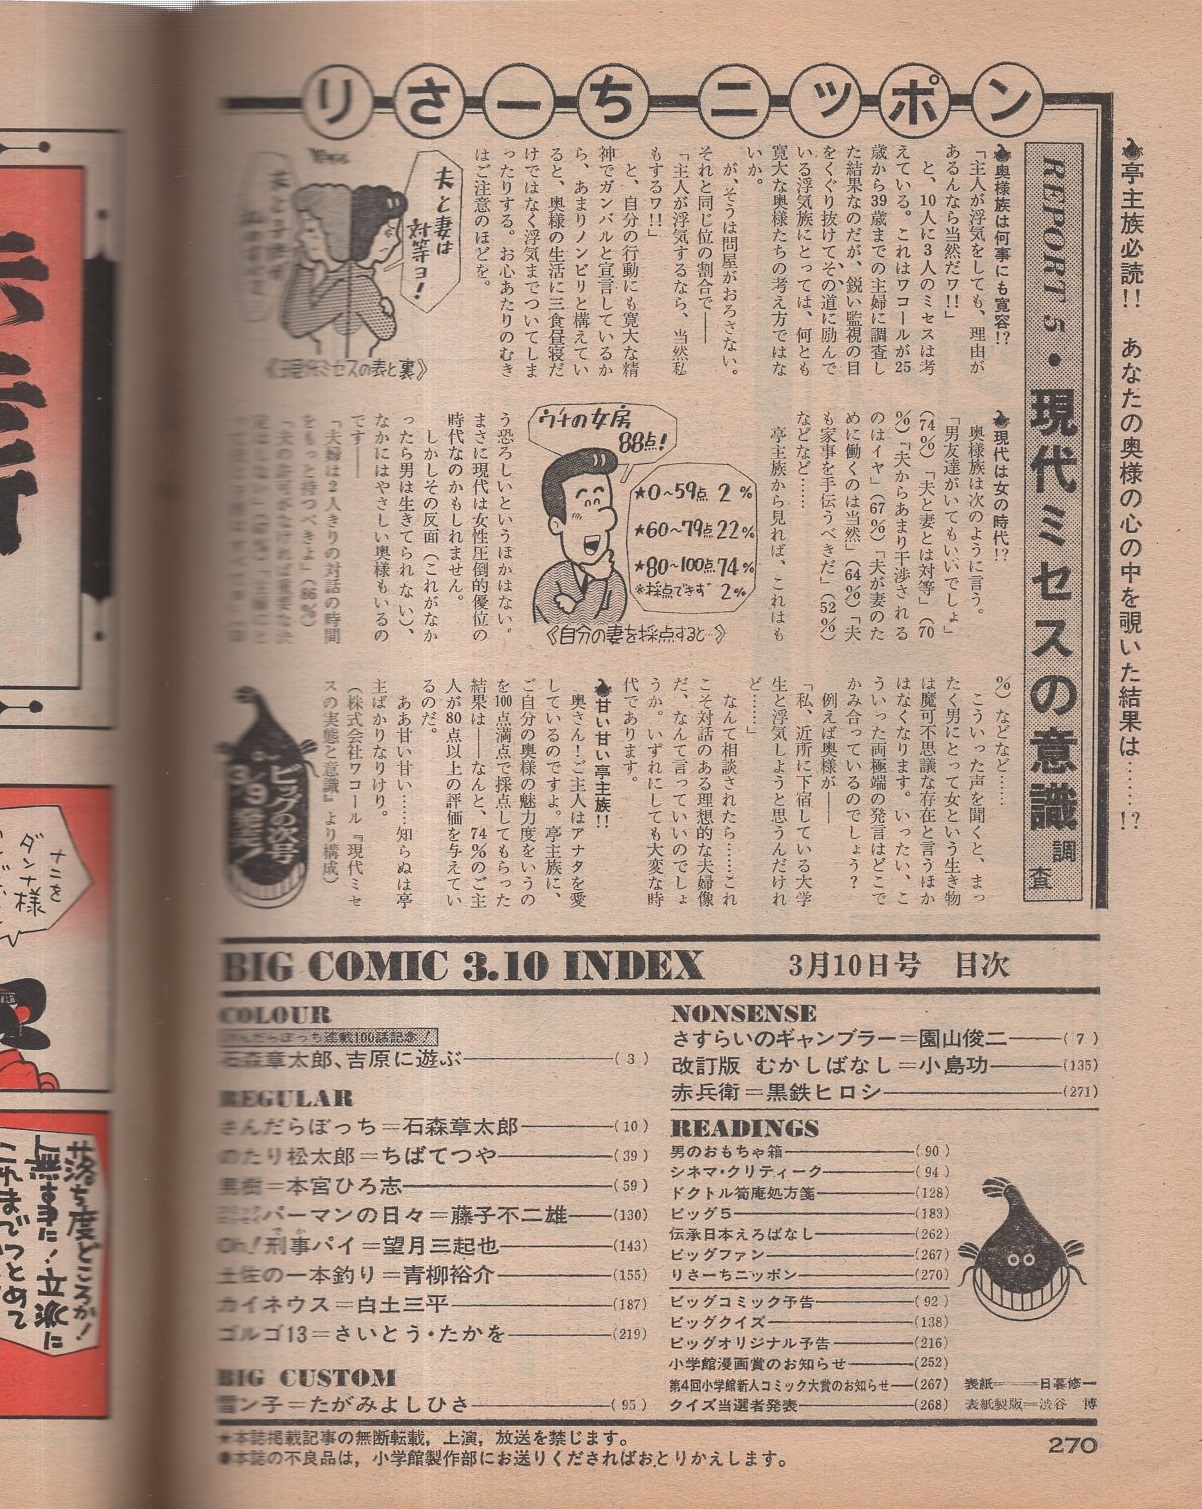 りさーちニッポン
亭主族必読!! あなたの奥様の心の中を覗いた結果は……!?
REPORT 5・現代ミセスの意識調査
奥様族は何事にも寛容!?
「主人が浮気をしても、理由が
あるんなら当然だワ!!」
と、10人に3人のミセスは考
えている。これはワコールが25
歳から39歳までの主婦に調査し
た結果なのだが、鋭い監視の目
をくぐり抜けてその道に励んで
いる浮気族にとっては、何とも
寛大な奥様たちの考え方ではな
いか。
が、そうは問屋がおろさない。
それと同じ位の割合で——
「主人が浮気するなら、当然私
もするワ!!」
と、自分の行動にも寛大な精
神でガンバルと宣言しているか
ら、あまりノンビリと構えてい
ると、奥様の生活に三食昼寝だ
けではなく浮気までついてしま
ったりする。お心あたりのむき
はご注意のほどを。
夫と妻は
対等ヨ!
《現代ミセスの表と裏》
現代は女の時代!?
奥様族は次のように言う。
「男友達がいてもいいでしょ」
(74%)「夫と妻とは対等」(70
%)「夫からあまり干渉される
のはイヤ」(67%)「夫が妻のた
めに働くのは当然」(64%)「夫
も家事を手伝うべきだ」(52%)
などなど……
亭主族から見れば、これはも
ウチの女房
88点!
★0〜59点 2%
★60〜79点 22%
★80〜100点 74%
※採点できず 2%
《自分の妻を採点すると…》
う恐ろしいというほかはない。
まさに現代は女性圧倒的優位の
時代なのかもしれません。
しかしその反面(これがなか
ったら男は生きてられない)、
なかにはやさしい奥様もいるの
です——
「夫婦は2人きりの対話の時間
をもっと持つべきよ」(86%)
%)などなど……
こういった声を聞くと、まっ
たく男にとって女という生き物
は魔可不思議な存在と言うほか
はなくなります。いったい、こ
ういった両極端の発言はどこで
かみ合っているのでしょう?
例えば奥様が——
「私、近所に下宿している大学
生と浮気しようと思うんだけれ
ど……」
なんて相談されたら……これ
こそ対話のある理想的な夫婦像
だ、なんて言っていいのでしょ
うか。いずれにしても大変な時
代であります。
甘い甘い亭主族!!
奥さん!ご主人はアナタを愛
しているのですよ。亭主族に、
ご自分の奥様の魅力度をいうの
を100点満点で採点してもらった
結果は——なんと、74%のご主
人が80点以上の評価を与えてい
るのだ。
ああ甘い甘い……知らぬは亭
主ばかりなりけり。
(株式会社ワコール『現代ミセ
スの実態と意識』より構成)
ビッグの次号
3/9発売!
BIG COMIC 3.10 INDEX 3月10日号 目次
COLOUR
さんだらぼっち連載100話記念!
石森章太郎、吉原に遊ぶ——(3)
REGULAR
さんだらぼっち=石森章太郎——(10)
のたり松太郎=ちばてつや——(39)
男樹=本宮ひろ志——(59)
パーマンの日々=藤子不二雄——(130)
Oh!刑事パイ=望月三起也——(143)
土佐の一本釣り=青柳裕介——(155)
カイネウス=白土三平——(187)
ゴルゴ13=さいとう・たかを——(219)
BIG CUSTOM
雪ン子=たがみよしひさ——(95)
NONSENSE
さすらいのギャンブラー=園山俊二——(7)
改訂版 むかしばなし=小島功——(135)
赤兵衛=黒鉄ヒロシ——(271)
READINGS
男のおもちゃ箱——(90)
シネマ・クリティーク——(94)
ドクトル筍庵処方箋——(128)
ビッグ5——(183)
伝承日本えろばなし——(262)
ビッグファン——(267)
りさーちニッポン——(270)
ビッグコミック予告——(92)
ビッグクイズ——(138)
ビッグオリジナル予告——(216)
小学館漫画賞のお知らせ——(252)
第4回小学館新人コミック大賞のお知らせ——(267)
クイズ当選者発表——(268)
表紙=——日暮修一
表紙製版=渋谷 博
★本誌掲載記事の無断転載,上演,放送を禁じます。
●本誌の不良品は,小学館製作部にお送りくださればおとりかえします。
270
ナニを
ダンナ様
落ち度どころか!
無事に!立派に
これまでつとめて